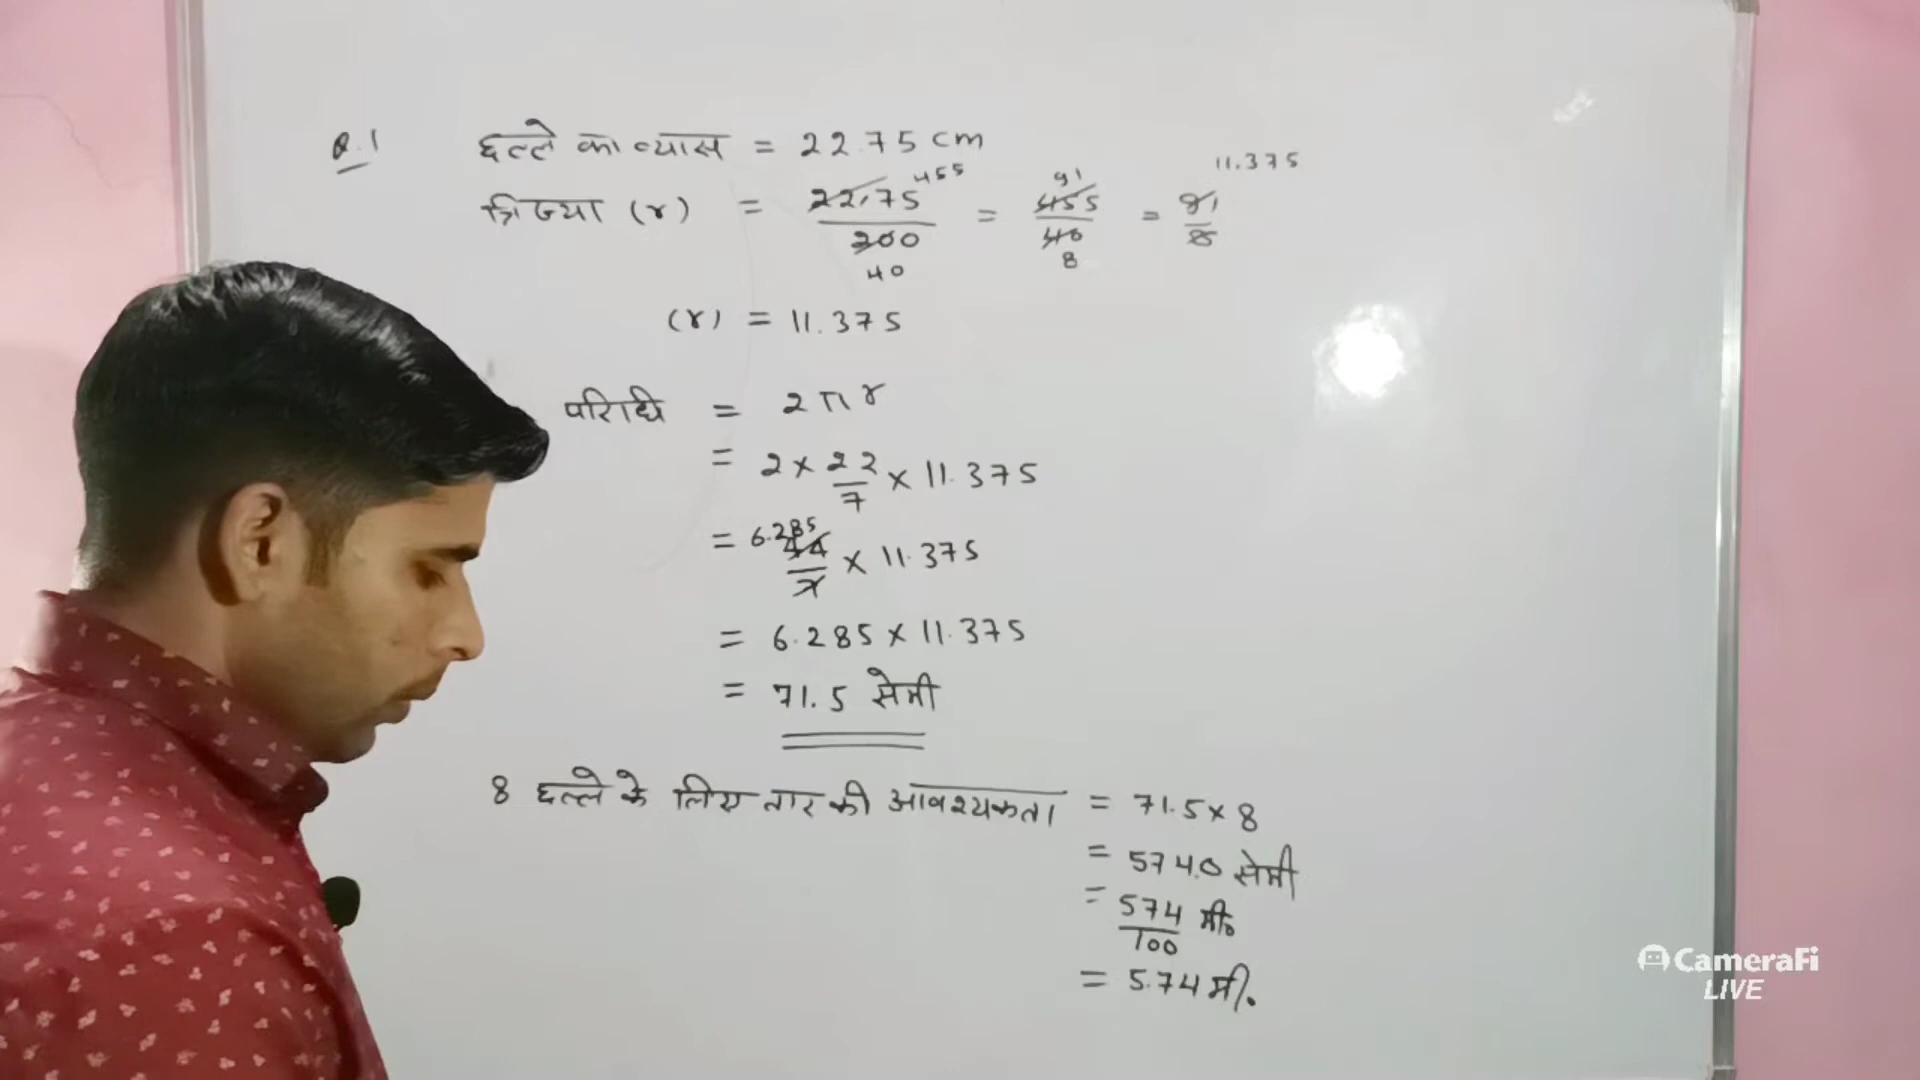 Q.1 छल्ले का व्यास = 22.75 cm
त्रिज्या (r) = 22.75 455 / 200 40 = 91 455 / 40 8 = 91 / 8 11.375
(r) = 11.375
परिधि = 2πr
= 2 × 22/7 × 11.375
= 6.285 44/7 × 11.375
= 6.285 × 11.375
= 71.5 सेमी
8 छल्ले के लिए तार की आवश्यकता = 71.5 × 8
= 574.0 सेमी
= 574/100 मी०
= 5.74 मी.
CameraFi
LIVE